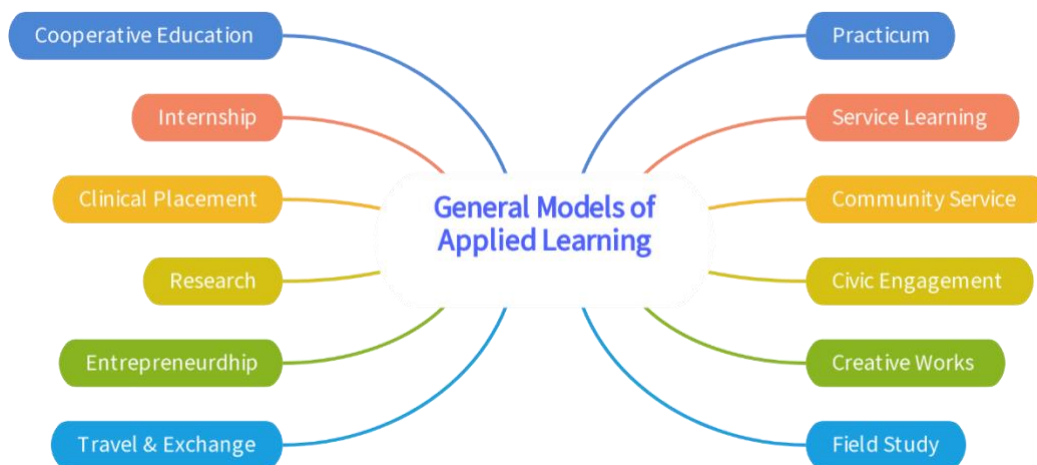 Cooperative Education
Internship
Clinical Placement
Research
Entrepreneurdhip
Travel & Exchange
General Models of
Applied Learning
Practicum
Service Learning
Community Service
Civic Engagement
Creative Works
Field Study